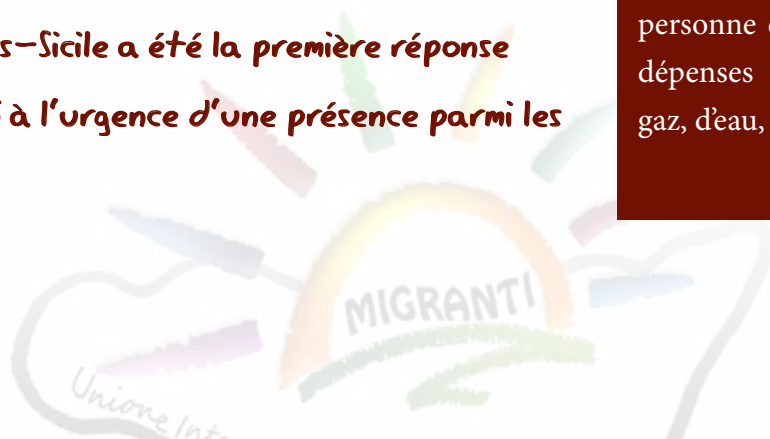 s-Sicile a été la première réponse
à l'urgence d'une présence parmi les
personne
dépenses
gaz, d'eau,
MIGRANTI
Unione